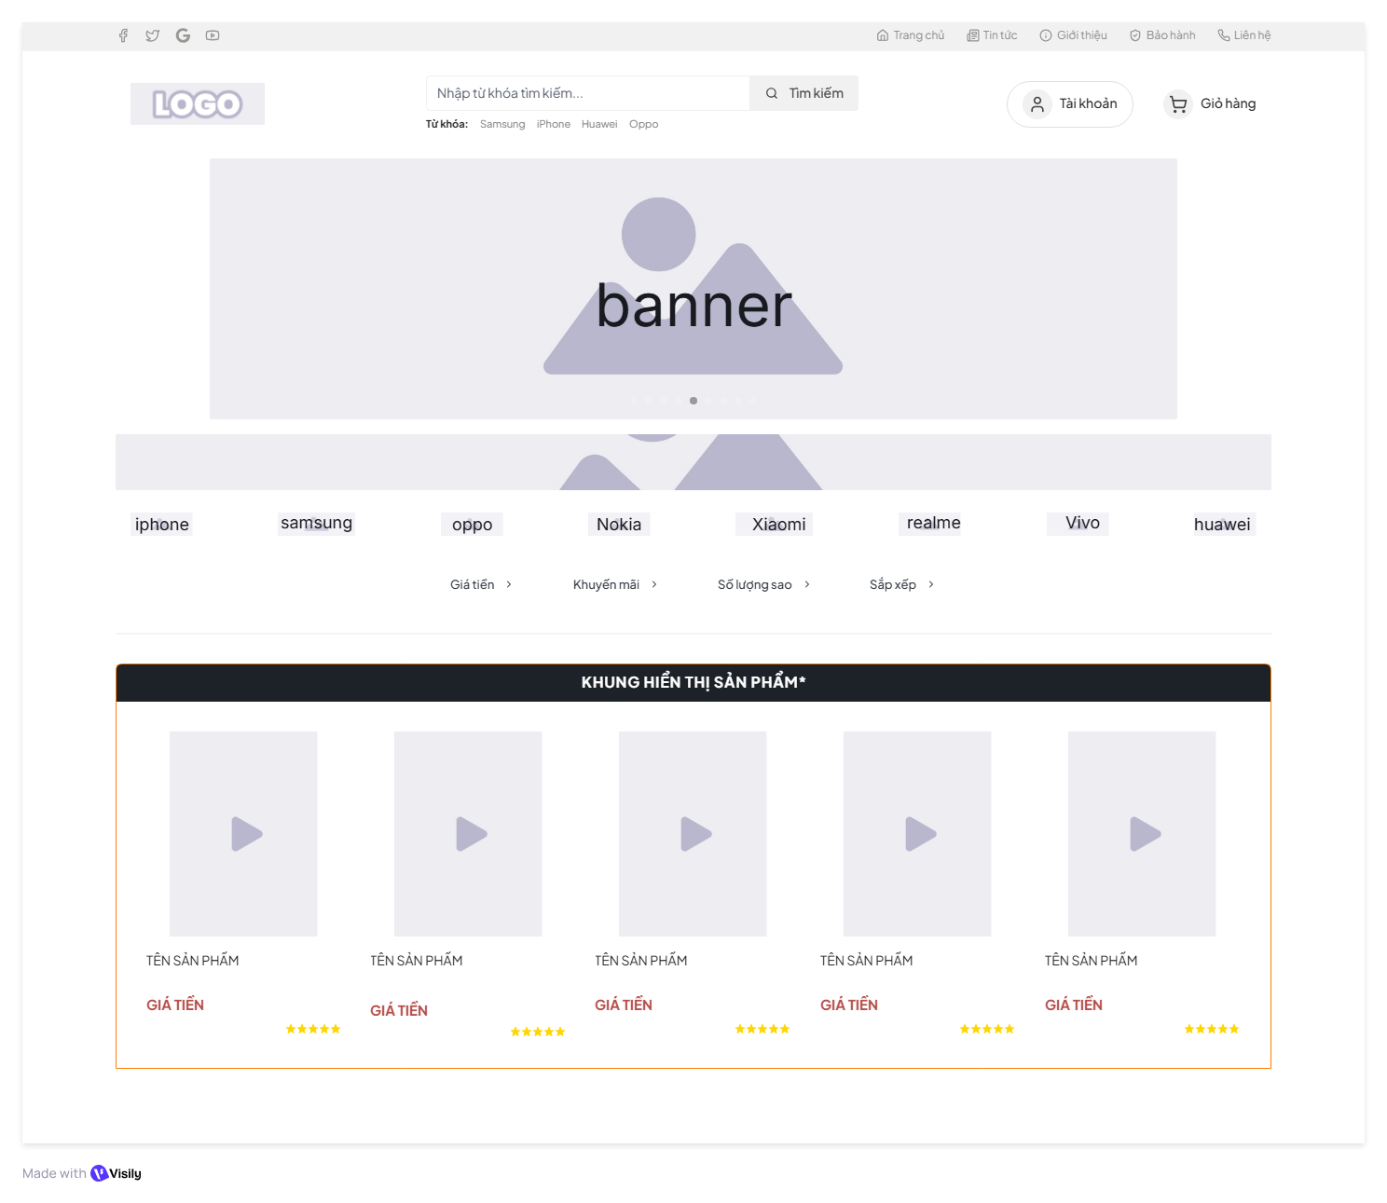 Trang chủ Tin tức Giới thiệu Bảo hành Liên hệ
LOGO
Nhập từ khóa tìm kiếm... Tìm kiếm
Tài khoản Giỏ hàng
Từ khóa: Samsung iPhone Huawei Oppo
banner
iphone samsung oppo Nokia Xiaomi realme Vivo huawei
Giá tiền Khuyến mãi Số lượng sao Sắp xếp
KHUNG HIỂN THỊ SẢN PHẨM*
TÊN SẢN PHẨM TÊN SẢN PHẨM TÊN SẢN PHẨM TÊN SẢN PHẨM TÊN SẢN PHẨM
GIÁ TIỀN GIÁ TIỀN GIÁ TIỀN GIÁ TIỀN GIÁ TIỀN
Made with Visily